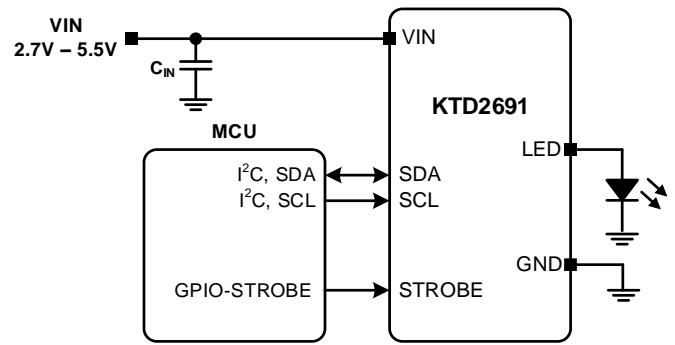 VIN
2.7V – 5.5V
C_IN
VIN
KTD2691
MCU
LED
I²C, SDA
SDA
I²C, SCL
SCL
GND
GPIO-STROBE
STROBE